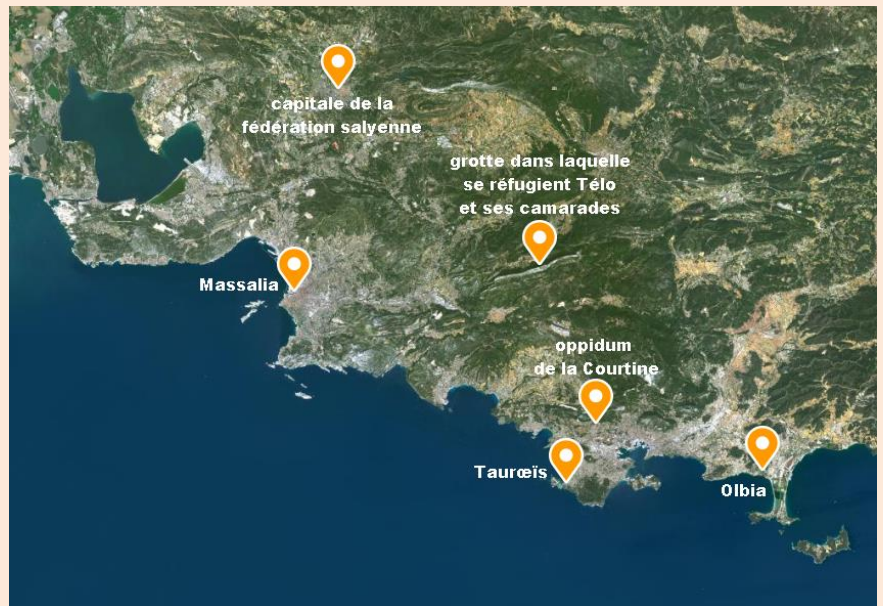 capitale de la
fédération salyenne
grotte dans laquelle
se réfugient Télo
et ses camarades
Massalia
oppidum
de la Courtine
Taurœïs
Olbia